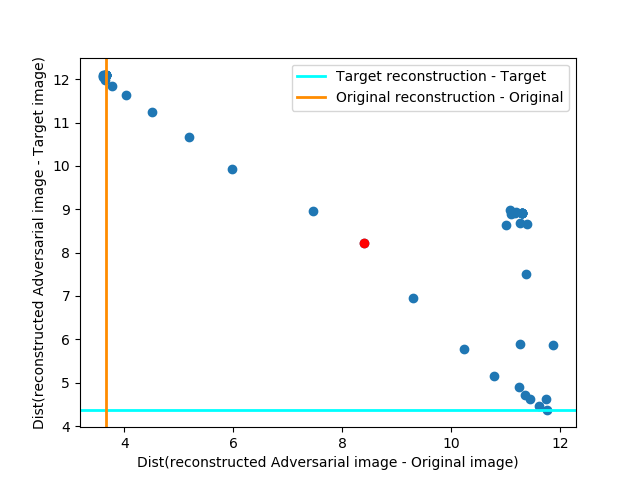 Target reconstruction - Target
Original reconstruction - Original
12
11
10
9
8
7
6
5
4
Dist(reconstructed Adversarial image - Target image)
4 6 8 10 12
Dist(reconstructed Adversarial image - Original image)